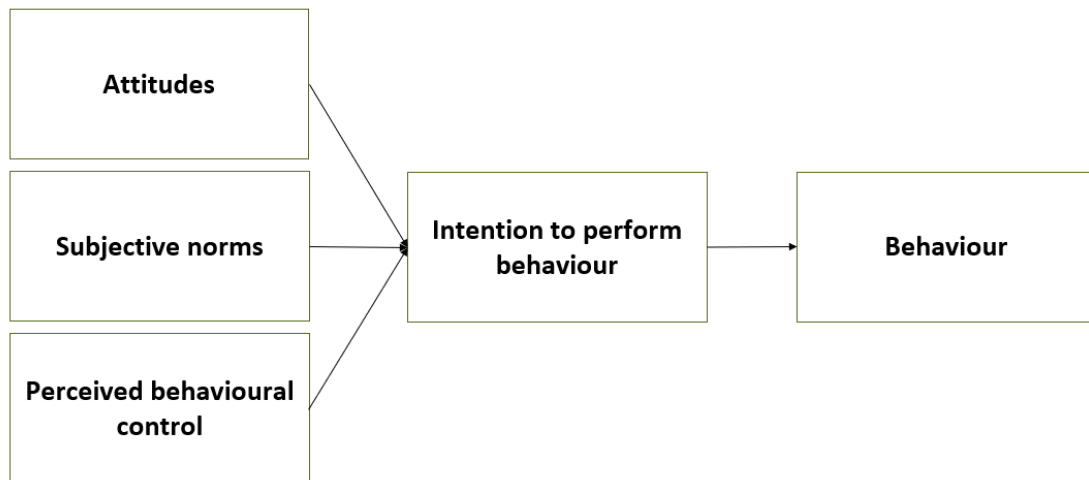 Attitudes
Subjective norms
Perceived behavioural
control
Intention to perform
behaviour
Behaviour